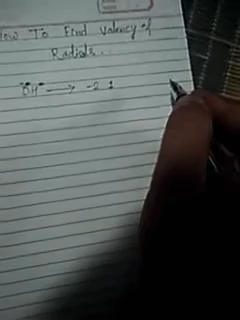 How To Find Valency of
Radicals..
"OH" → -2 1